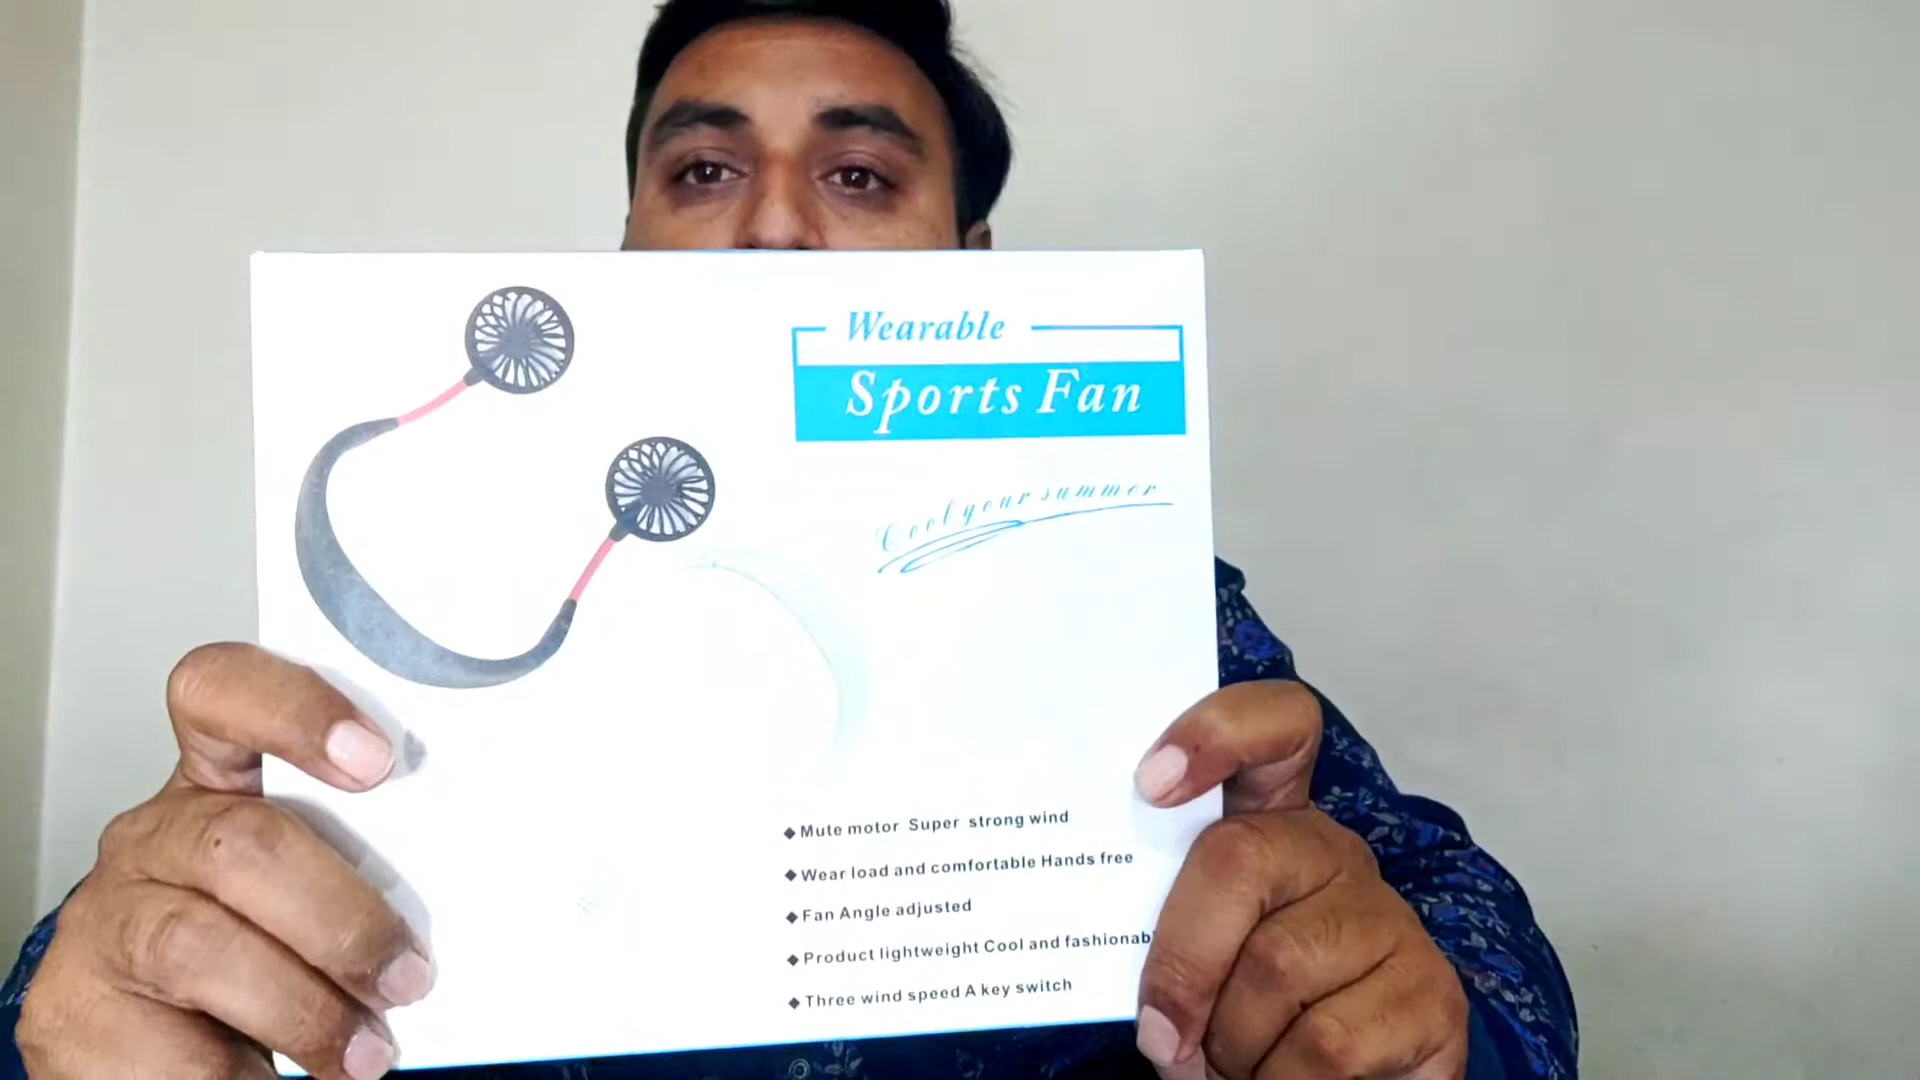 Wearable
Sports Fan
Cool your summer
◆ Mute motor Super strong wind
◆ Wear load and comfortable Hands free
◆ Fan Angle adjusted
◆ Product lightweight Cool and fashionab
◆ Three wind speed A key switch